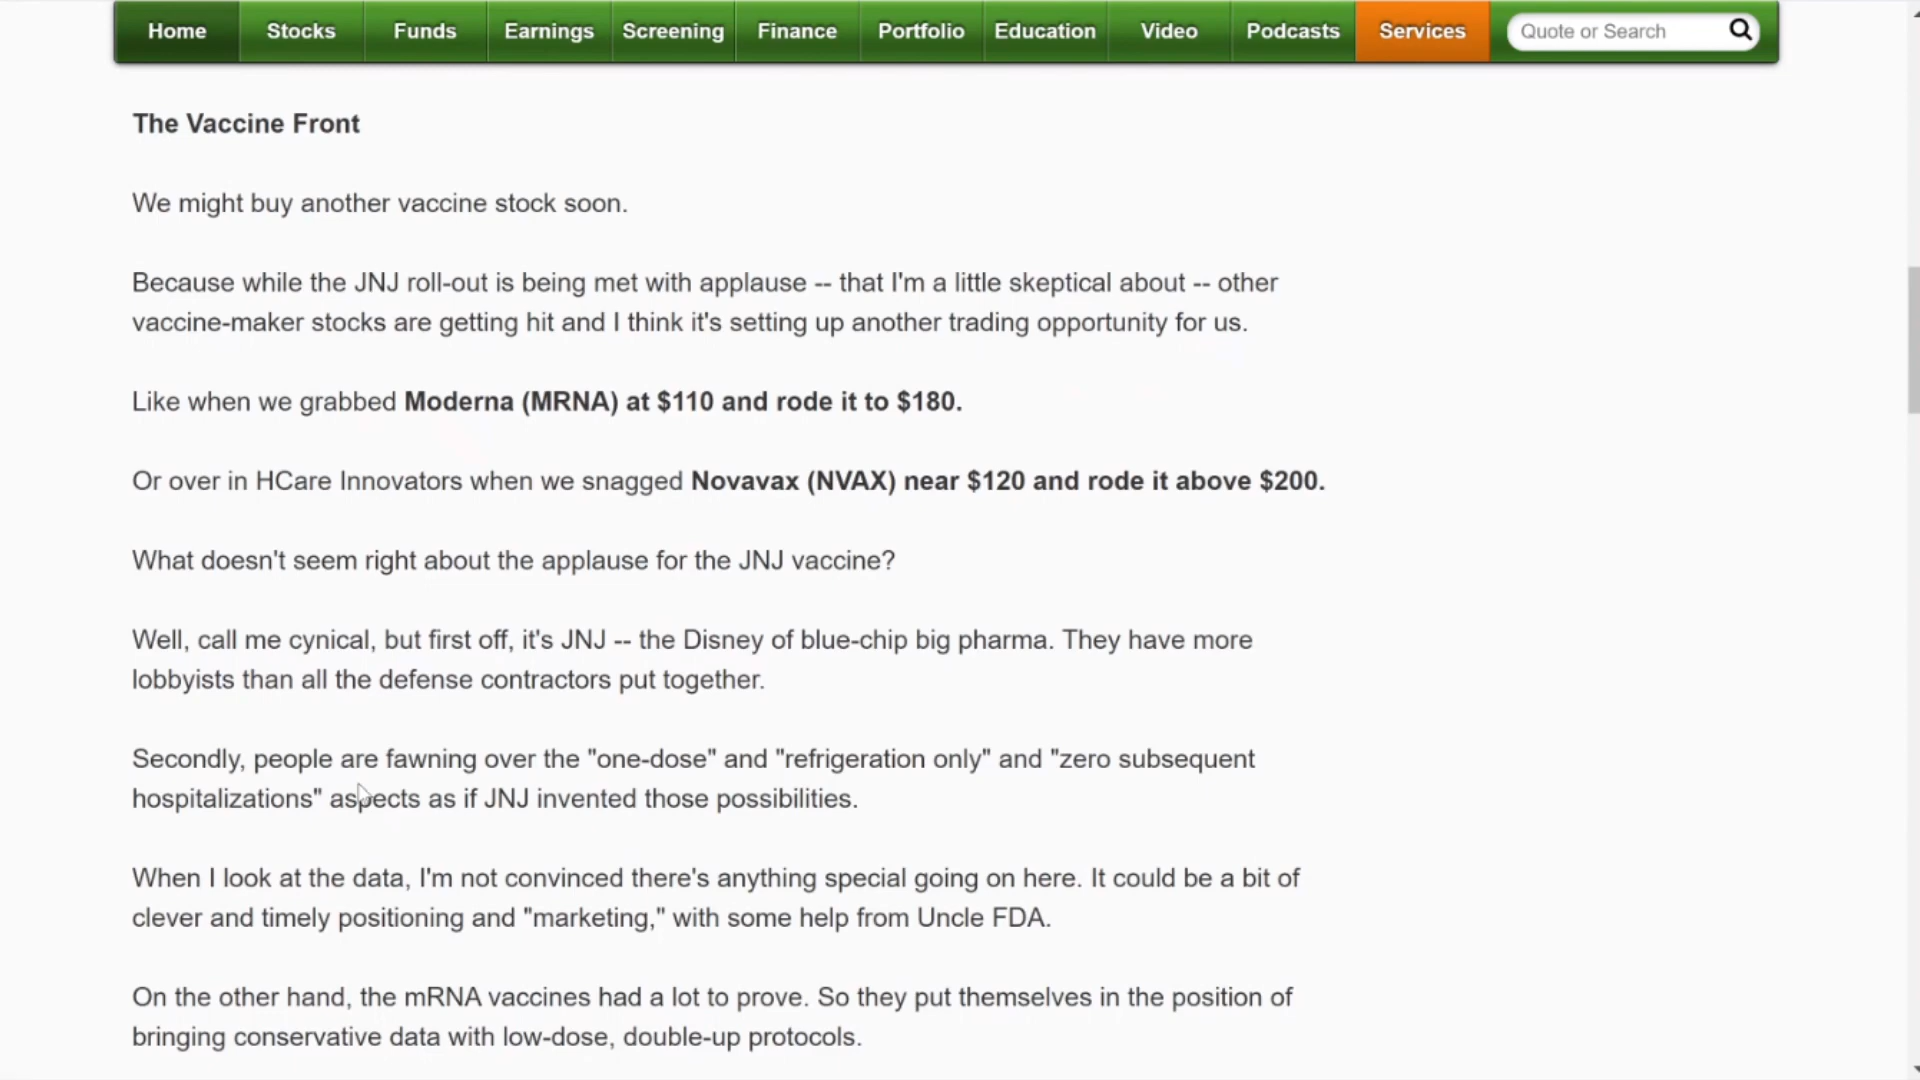 Home Stocks Funds Earnings Screening Finance Portfolio Education Video Podcasts Services Quote or Search
The Vaccine Front
We might buy another vaccine stock soon.
Because while the JNJ roll-out is being met with applause -- that I'm a little skeptical about -- other
vaccine-maker stocks are getting hit and I think it's setting up another trading opportunity for us.
Like when we grabbed Moderna (MRNA) at $110 and rode it to $180.
Or over in HCare Innovators when we snagged Novavax (NVAX) near $120 and rode it above $200.
What doesn't seem right about the applause for the JNJ vaccine?
Well, call me cynical, but first off, it's JNJ -- the Disney of blue-chip big pharma. They have more
lobbyists than all the defense contractors put together.
Secondly, people are fawning over the "one-dose" and "refrigeration only" and "zero subsequent
hospitalizations" aspects as if JNJ invented those possibilities.
When I look at the data, I'm not convinced there's anything special going on here. It could be a bit of
clever and timely positioning and "marketing," with some help from Uncle FDA.
On the other hand, the mRNA vaccines had a lot to prove. So they put themselves in the position of
bringing conservative data with low-dose, double-up protocols.